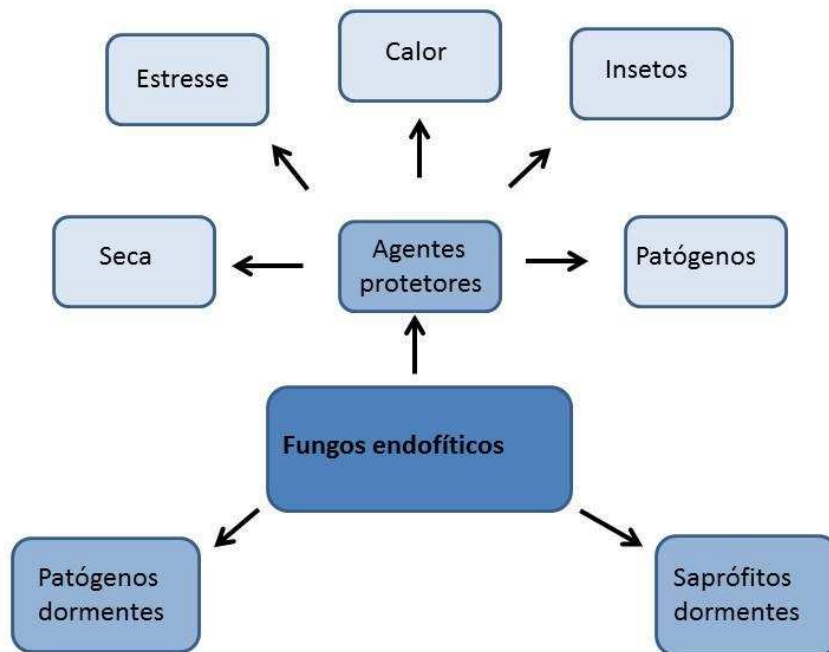 Calor
Estresse
Insetos
Seca
Agentes
protetores
Patógenos
Fungos endofíticos
Patógenos
dormentes
Saprófitos
dormentes